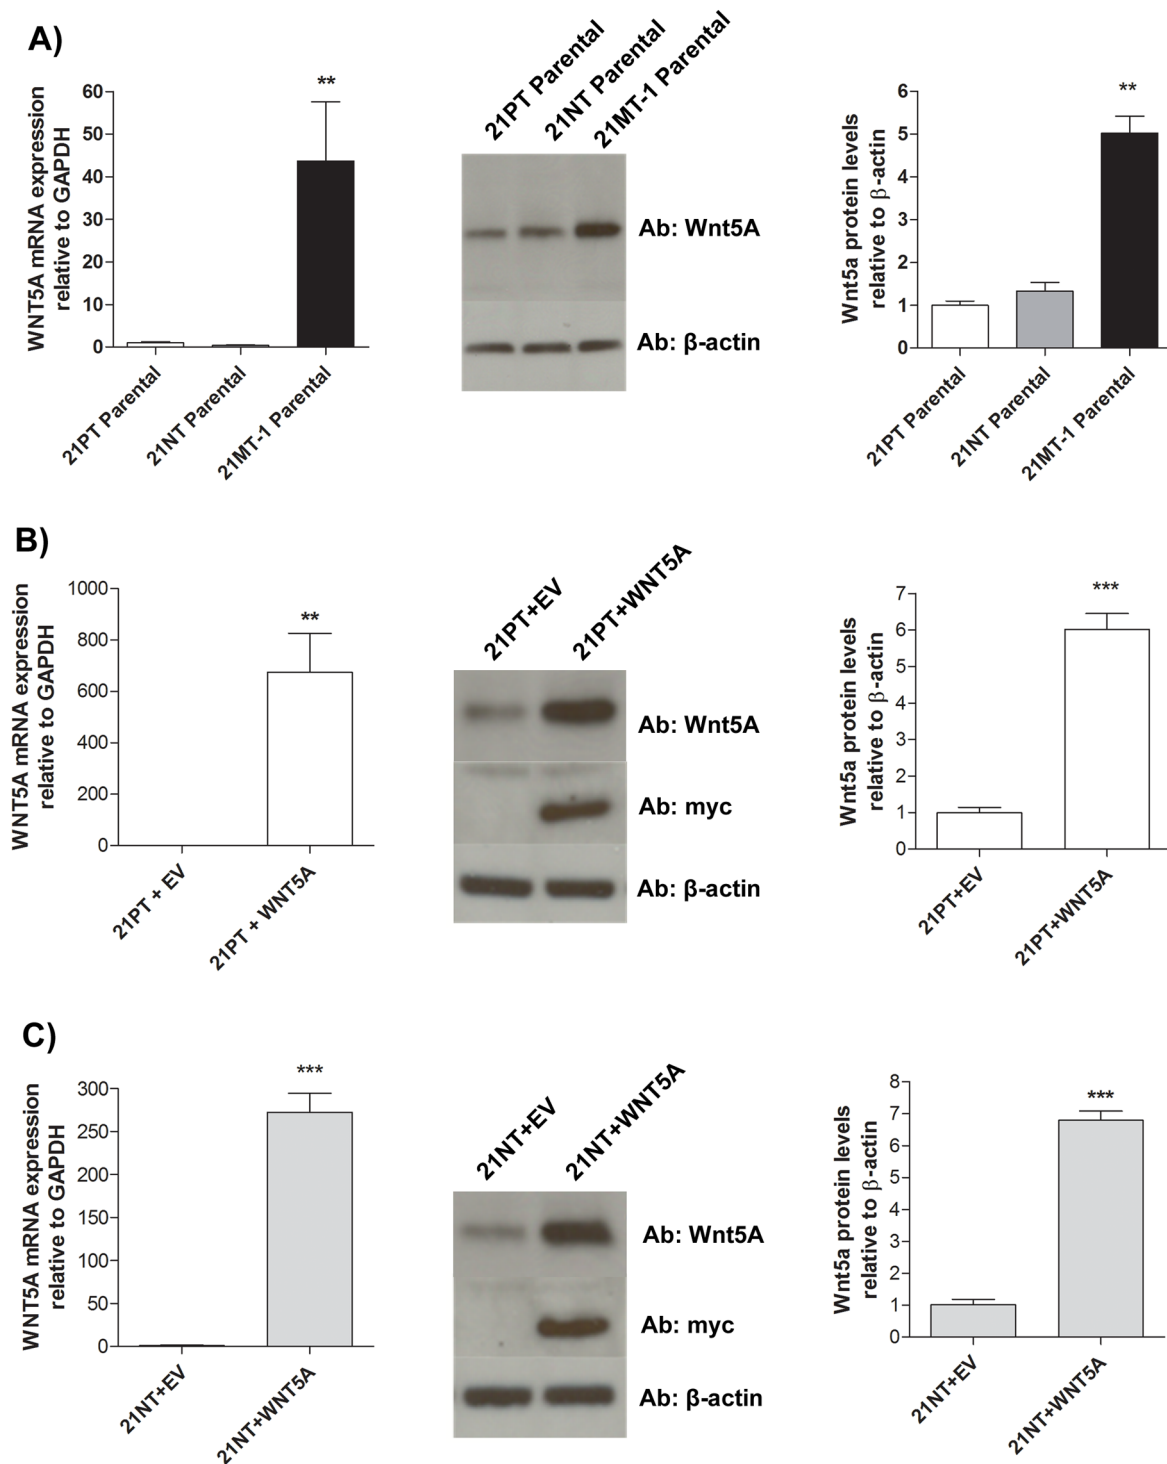 A)
WNT5A mRNA expression
relative to GAPDH
60
50
40
30
20
10
0
**
21PT Parental
21NT Parental
21MT-1 Parental
21PT Parental
21NT Parental
21MT-1 Parental
Ab: Wnt5A
Ab: β-actin
Wnt5a protein levels
relative to β-actin
6
5
4
3
2
1
0
**
21PT Parental
21NT Parental
21MT-1 Parental
B)
WNT5A mRNA expression
relative to GAPDH
1000
800
600
400
200
0
**
21PT + EV
21PT + WNT5A
21PT+EV
21PT+WNT5A
Ab: Wnt5A
Ab: myc
Ab: β-actin
Wnt5a protein levels
relative to β-actin
7
6
5
4
3
2
1
0
***
21PT+EV
21PT+WNT5A
C)
WNT5A mRNA expression
relative to GAPDH
300
250
200
150
100
50
0
***
21NT+EV
21NT+WNT5A
21NT+EV
21NT+WNT5A
Ab: Wnt5A
Ab: myc
Ab: β-actin
Wnt5a protein levels
relative to β-actin
8
7
6
5
4
3
2
1
0
***
21NT+EV
21NT+WNT5A